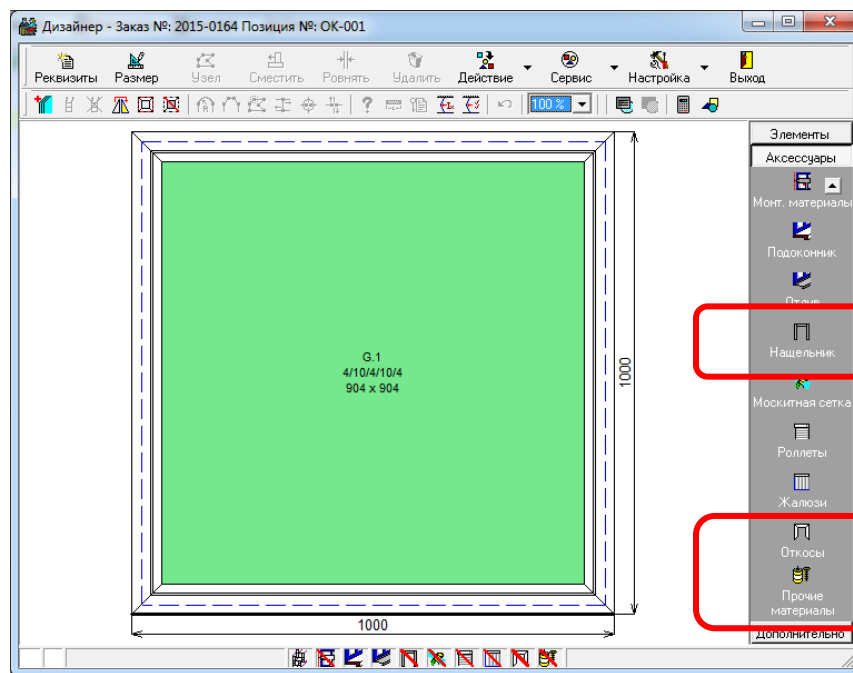 Дизайнер - Заказ №: 2015-0164 Позиция №: ОК-001
Реквизиты Размер Узел Сместить Ровнять Удалить Действие Сервис Настройка Выход
100 %
Элементы
Аксессуары
Монт. материалы
Подоконник
Отлив
Нащельник
Москитная сетка
Роллеты
Жалюзи
Откосы
Прочие
материалы
Дополнительно
G.1
4/10/4/10/4
904 x 904
1000
1000